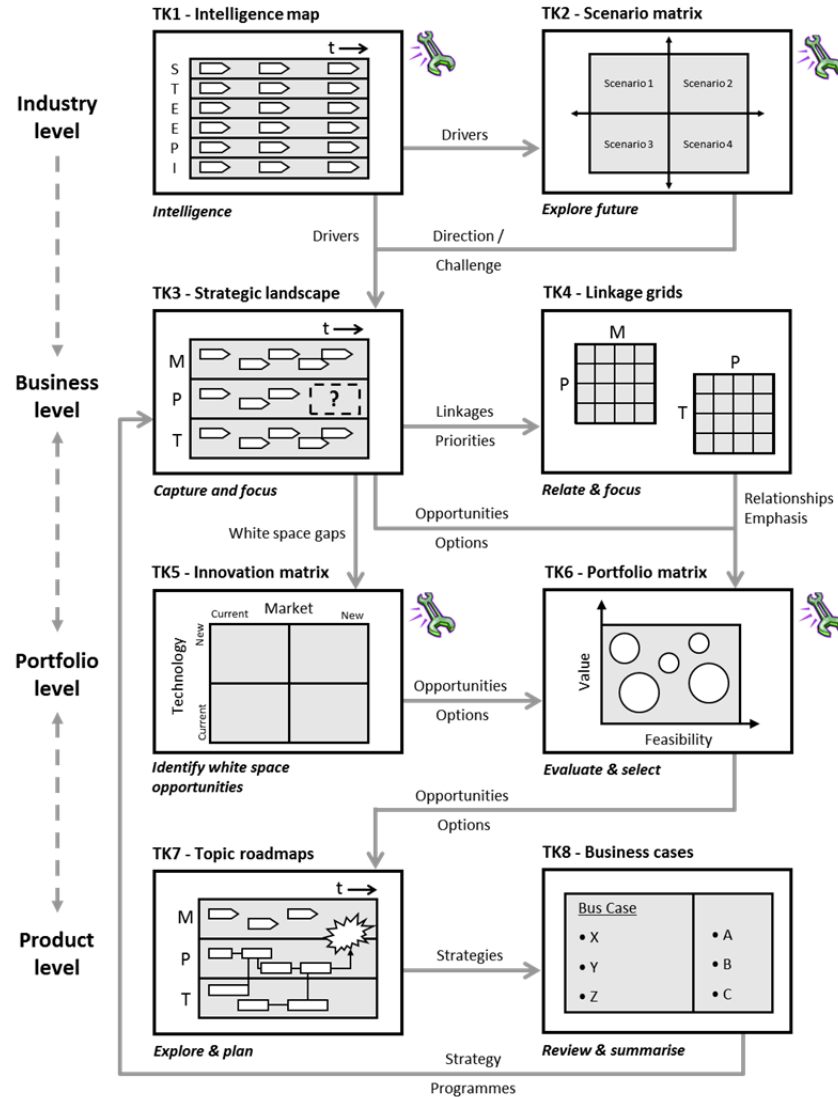 TK1 - Intelligence map
TK2 - Scenario matrix
t
S
T
E
E
P
I
Scenario 1
Scenario 2
Scenario 3
Scenario 4
Industry
level
Drivers
Intelligence
Explore future
Drivers
Direction /
Challenge
TK3 - Strategic landscape
TK4 - Linkage grids
t
M
P
?
T
M
P
P
T
Business
level
Linkages
Priorities
Capture and focus
Relate & focus
White space gaps
Opportunities
Options
Relationships
Emphasis
TK5 - Innovation matrix
TK6 - Portfolio matrix
Market
Current
New
Technology
New
Current
Value
Feasibility
Portfolio
level
Opportunities
Options
Identify white space
opportunities
Evaluate & select
Opportunities
Options
TK7 - Topic roadmaps
TK8 - Business cases
t
M
P
T
Bus Case
• X
• Y
• Z
• A
• B
• C
Product
level
Strategies
Explore & plan
Review & summarise
Strategy
Programmes